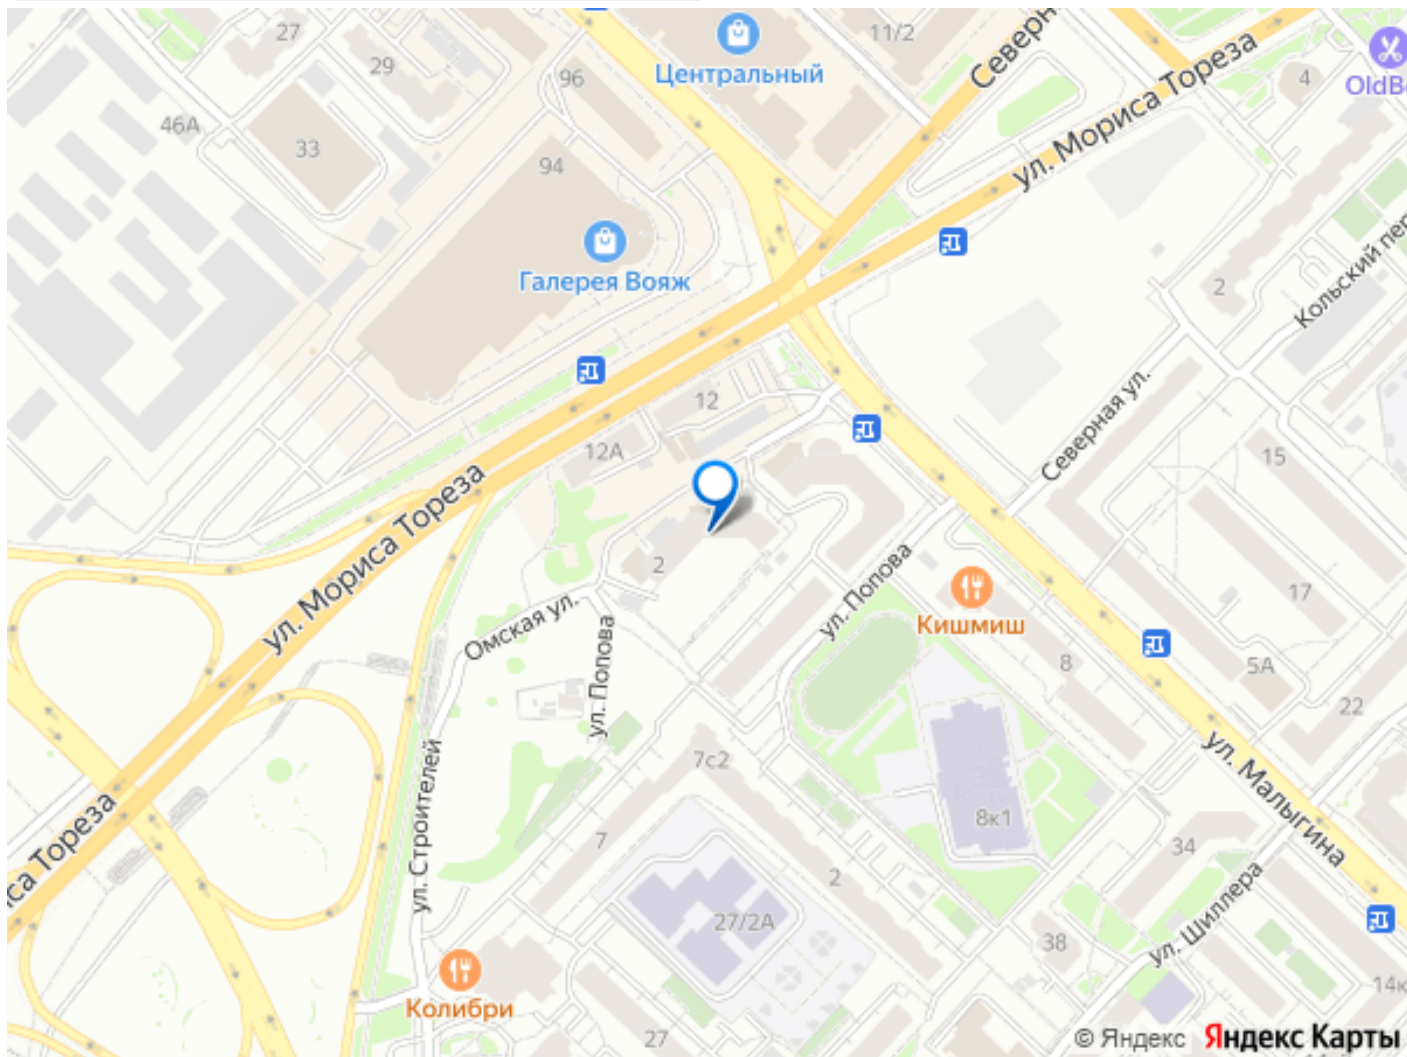 27
29
96
Центральный
11/2
Северн
ул. Мориса Тореза
4
OldB
46А
33
94
Галерея Вояж
2
Кольский пер
12
12А
ул. Мориса Тореза
Северная ул.
15
17
2
Омская ул.
ул. Попова
ул. Попова
Кишмиш
8
5А
22
ул. Строителей
7с2
7
8к1
ул. Малыгина
34
2
27/2А
38
ул. Шиллера
са Тореза
Колибри
27
14к
© Яндекс Яндекс Карты